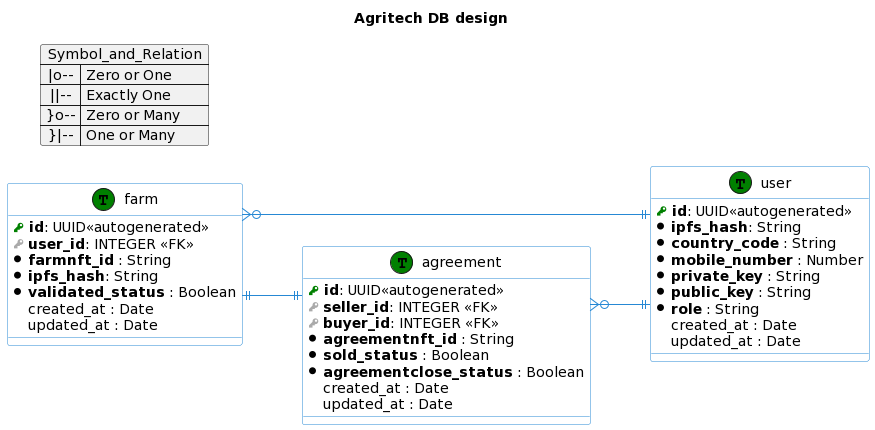 Agritech DB design
Symbol_and_Relation
|o-- Zero or One
||-- Exactly One
}o-- Zero or Many
}|-- One or Many
T farm
id: UUID«autogenerated»
user_id: INTEGER «FK»
farmnft_id : String
ipfs_hash: String
validated_status : Boolean
created_at : Date
updated_at : Date
T agreement
id: UUID«autogenerated»
seller_id: INTEGER «FK»
buyer_id: INTEGER «FK»
agreementnft_id : String
sold_status : Boolean
agreementclose_status : Boolean
created_at : Date
updated_at : Date
T user
id: UUID«autogenerated»
ipfs_hash: String
country_code : String
mobile_number : Number
private_key : String
public_key : String
role : String
created_at : Date
updated_at : Date